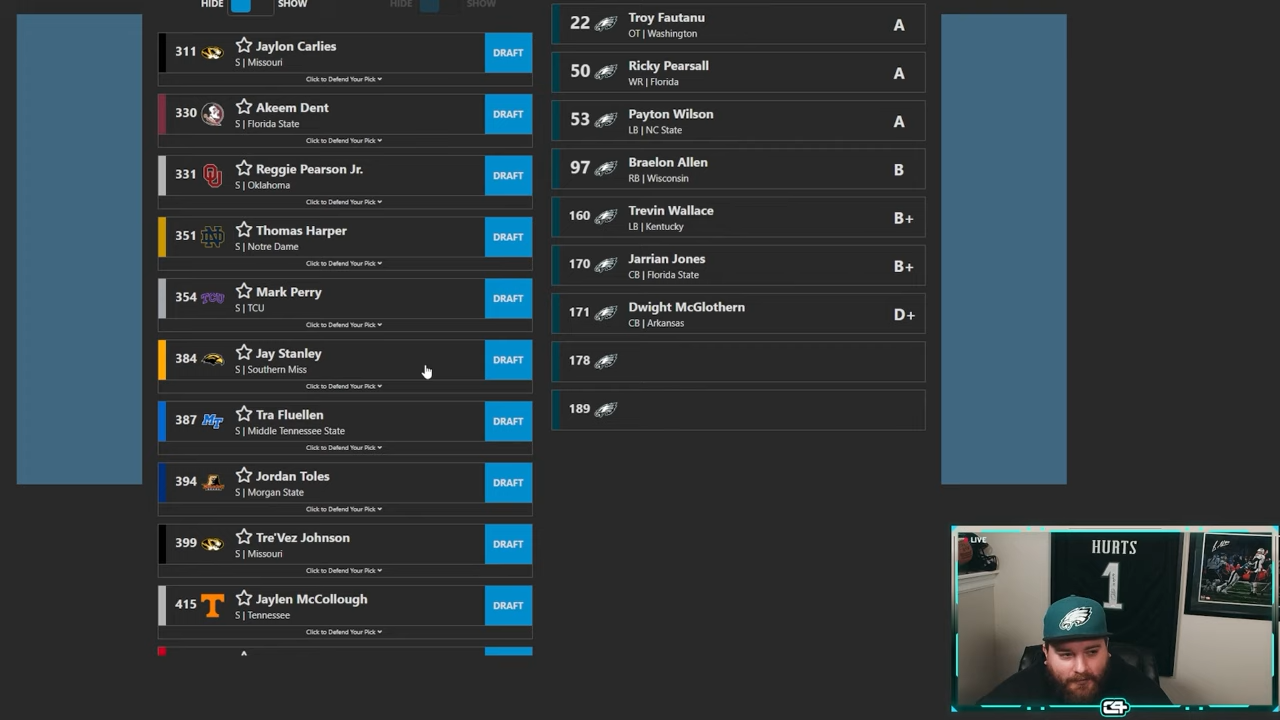 HIDE SHOW HIDE SHOW
311 Jaylon Carlies DRAFT
S | Missouri
Click to Defend Your Pick
330 Akeem Dent DRAFT
S | Florida State
Click to Defend Your Pick
331 Reggie Pearson Jr. DRAFT
S | Oklahoma
Click to Defend Your Pick
351 Thomas Harper DRAFT
S | Notre Dame
Click to Defend Your Pick
354 TCU Mark Perry DRAFT
S | TCU
Click to Defend Your Pick
384 Jay Stanley DRAFT
S | Southern Miss
Click to Defend Your Pick
387 MT Tra Fluellen DRAFT
S | Middle Tennessee State
Click to Defend Your Pick
394 Jordan Toles DRAFT
S | Morgan State
Click to Defend Your Pick
399 Tre'Vez Johnson DRAFT
S | Missouri
Click to Defend Your Pick
415 T Jaylen McCollough DRAFT
S | Tennessee
Click to Defend Your Pick
22 Troy Fautanu A
OT | Washington
50 Ricky Pearsall A
WR | Florida
53 Payton Wilson A
LB | NC State
97 Braelon Allen B
RB | Wisconsin
160 Trevin Wallace B+
LB | Kentucky
170 Jarrian Jones B+
CB | Florida State
171 Dwight McGlothern D+
CB | Arkansas
178
189
LIVE
HURTS
1